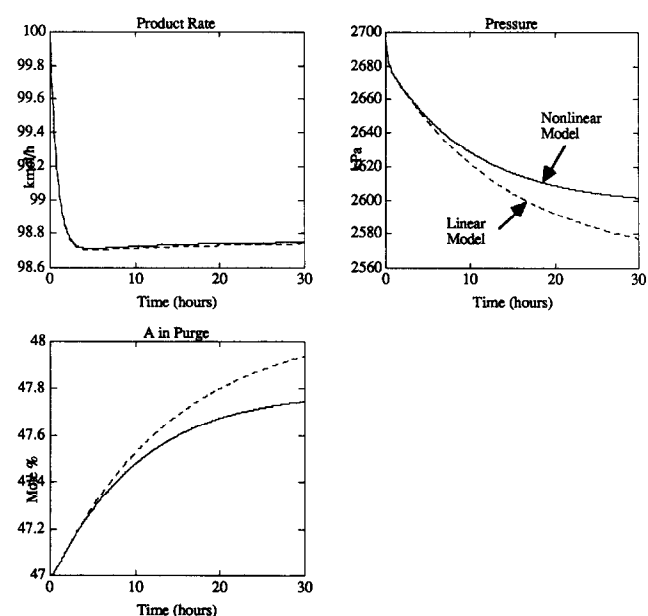 Product Rate
100
99.8
99.6
99.4
99.2
99
98.8
98.6
kmol/h
0
10
20
30
Time (hours)
Pressure
2700
2680
2660
2640
2620
2600
2580
2560
kPa
Nonlinear
Model
Linear
Model
0
10
20
30
Time (hours)
A in Purge
48
47.8
47.6
47.4
47.2
47
Mole %
0
10
20
30
Time (hours)